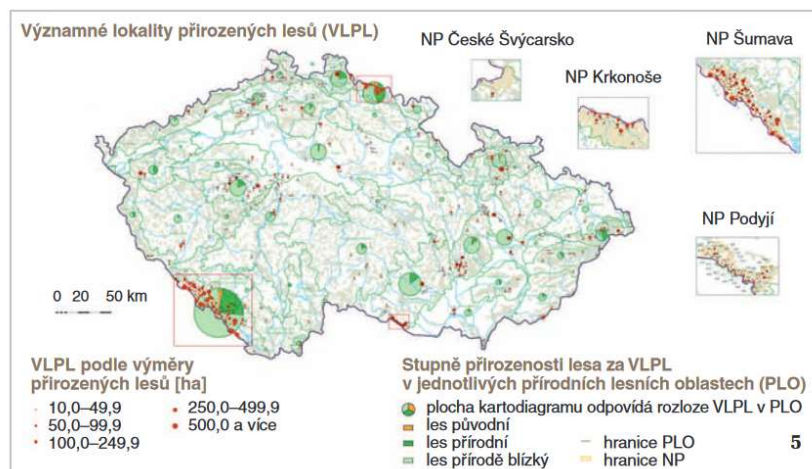 Významné lokality přirozených lesů (VLPL)
NP České Švýcarsko
NP Krkonoše
NP Šumava
NP Podyjí
0 20 50 km
VLPL podle výměry
přirozených lesů [ha]
10,0–49,9
50,0–99,9
100,0–249,9
250,0–499,9
500,0 a více
Stupně přirozenosti lesa za VLPL
v jednotlivých přírodních lesních oblastech (PLO)
plocha kartodiagramu odpovídá rozloze VLPL v PLO
les původní
les přírodní
les přírodě blízký
hranice PLO
hranice NP
5